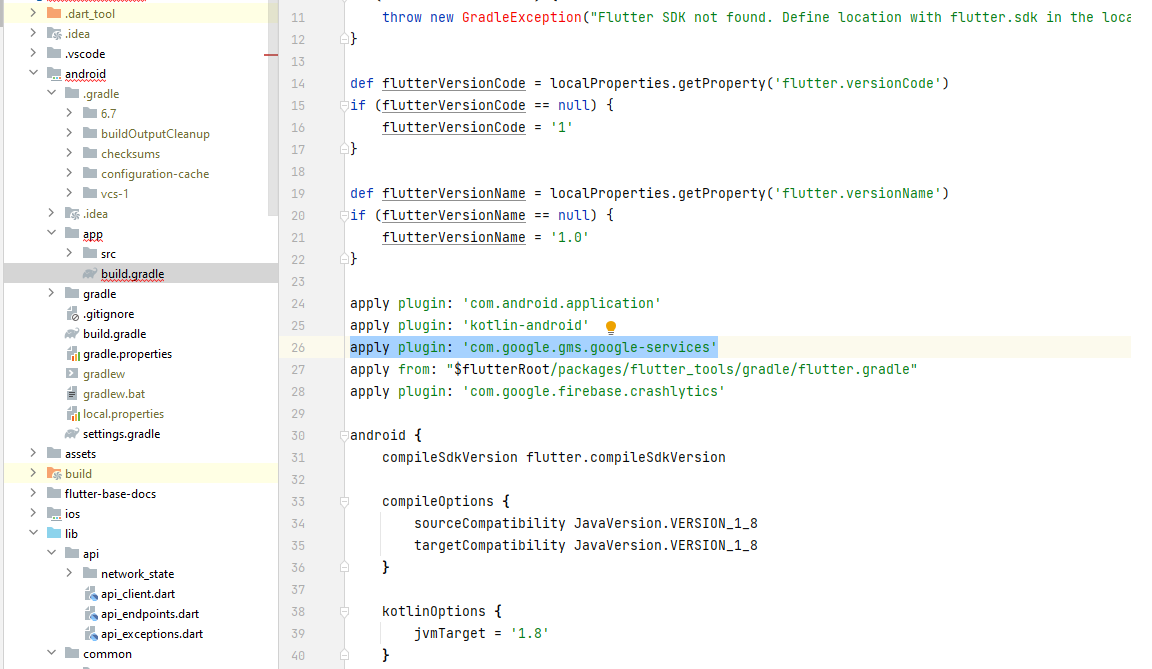 .dart_tool
.idea
.vscode
android
.gradle
6.7
buildOutputCleanup
checksums
configuration-cache
vcs-1
.idea
app
src
build.gradle
gradle
.gitignore
build.gradle
gradle.properties
gradlew
gradlew.bat
local.properties
settings.gradle
assets
build
flutter-base-docs
ios
lib
api
network_state
api_client.dart
api_endpoints.dart
api_exceptions.dart
common
11 throw new GradleException("Flutter SDK not found. Define location with flutter.sdk in the loca
12 }
13
14 def flutterVersionCode = localProperties.getProperty('flutter.versionCode')
15 if (flutterVersionCode == null) {
16 flutterVersionCode = '1'
17 }
18
19 def flutterVersionName = localProperties.getProperty('flutter.versionName')
20 if (flutterVersionName == null) {
21 flutterVersionName = '1.0'
22 }
23
24 apply plugin: 'com.android.application'
25 apply plugin: 'kotlin-android'
26 apply plugin: 'com.google.gms.google-services'
27 apply from: "$flutterRoot/packages/flutter_tools/gradle/flutter.gradle"
28 apply plugin: 'com.google.firebase.crashlytics'
29
30 android {
31 compileSdkVersion flutter.compileSdkVersion
32
33 compileOptions {
34 sourceCompatibility JavaVersion.VERSION_1_8
35 targetCompatibility JavaVersion.VERSION_1_8
36 }
37
38 kotlinOptions {
39 jvmTarget = '1.8'
40 }